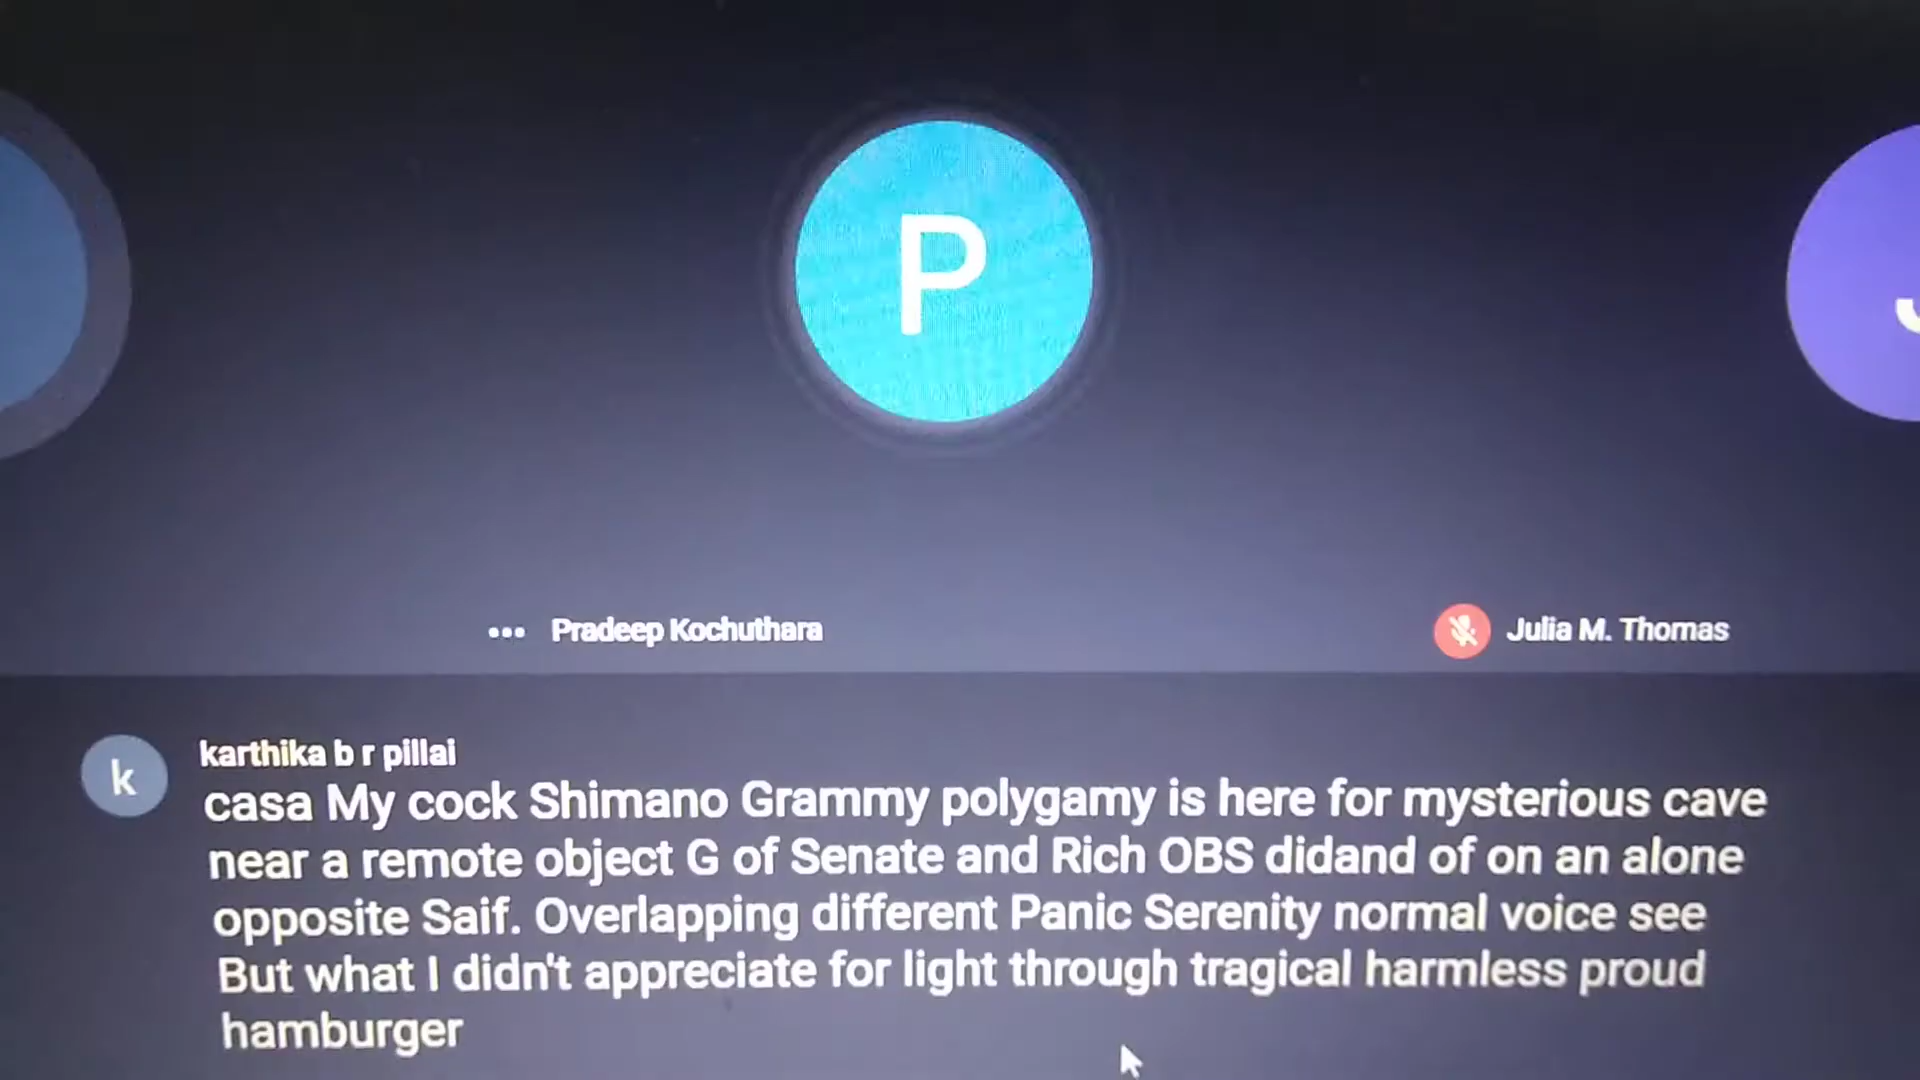 P
Pradeep Kochuthara
Julia M. Thomas
k
karthika b r pillai
casa My cock Shimano Grammy polygamy is here for mysterious cave
near a remote object G of Senate and Rich OBS didand of on an alone
opposite Saif. Overlapping different Panic Serenity normal voice see
But what I didn't appreciate for light through tragical harmless proud
hamburger